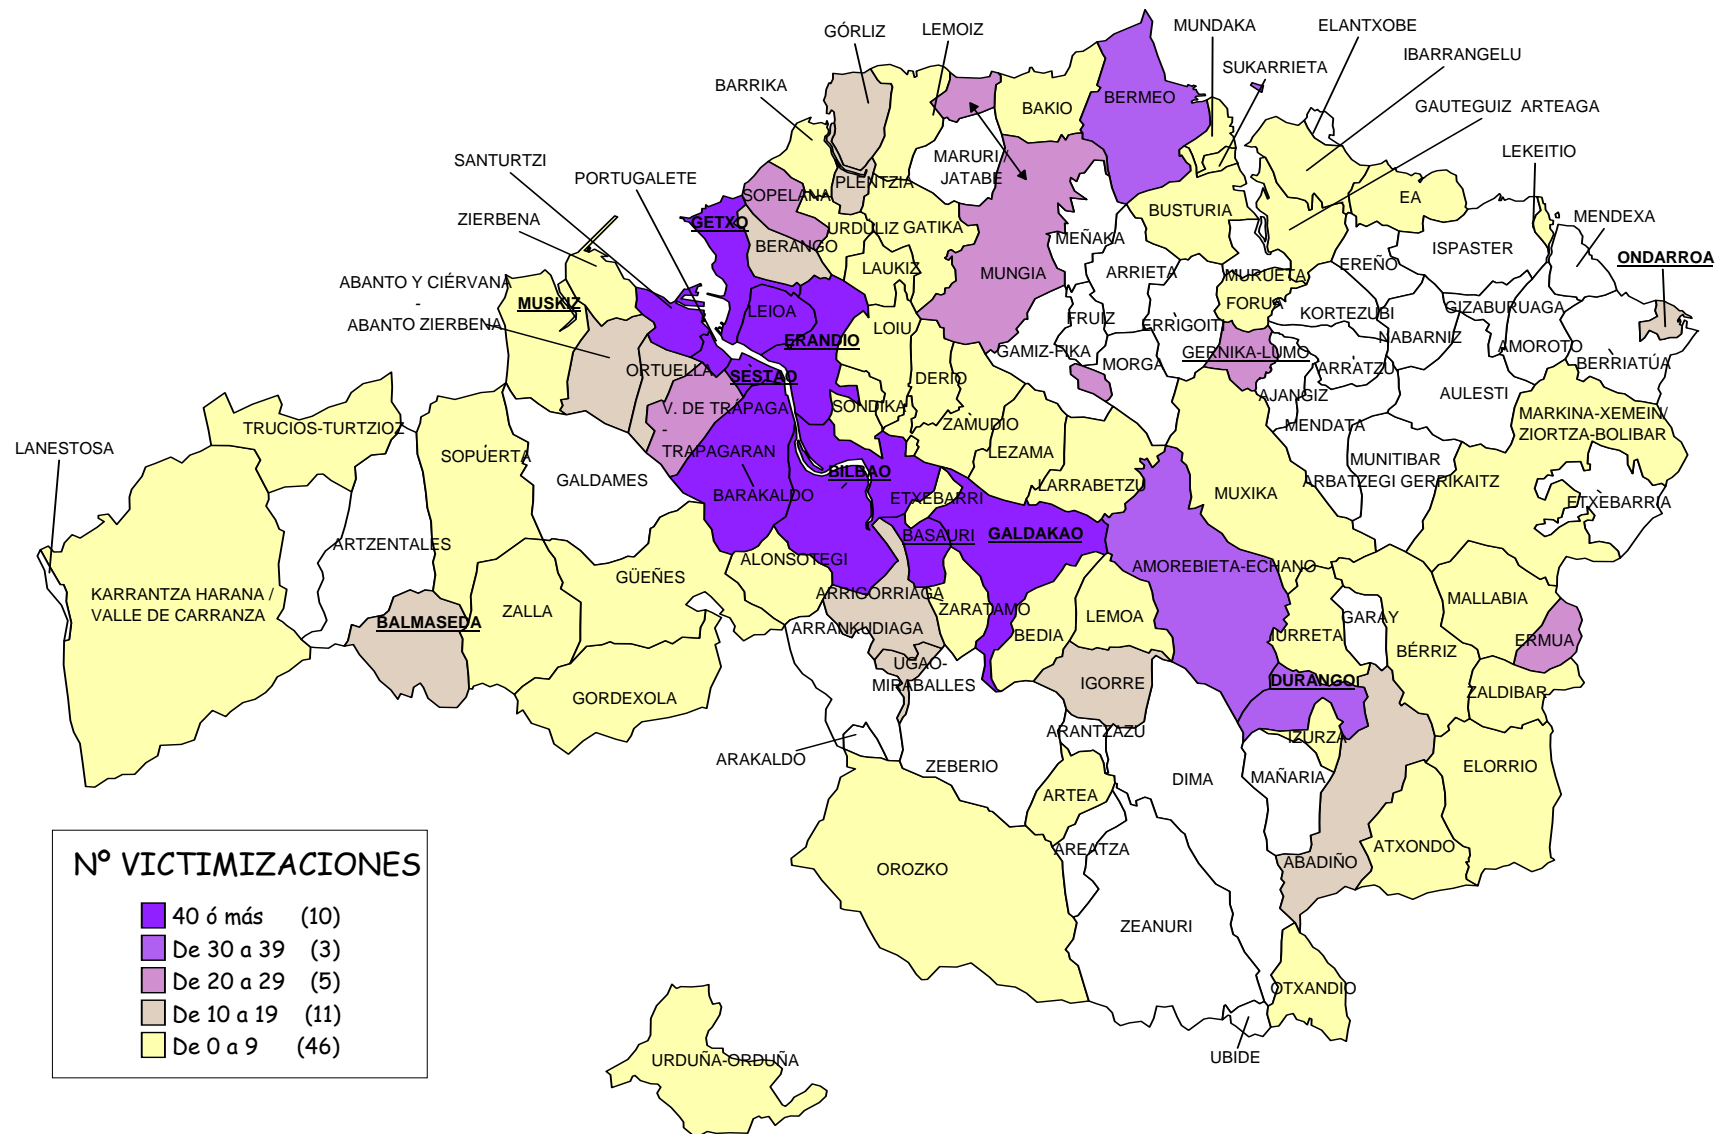 GÓRLIZ
LEMOIZ
MUNDAKA
ELANTXOBE
IBARRANGELU
SUKARRIETA
BARRIKA
BAKIO
BERMEO
GAUTEGUIZ ARTEAGA
SANTURTZI
PORTUGALETE
MARURI /
JATABE
LEKEITIO
ZIERBENA
SOPELANA
PLENTZIA
EA
MENDEXA
GETXO
BERANGO
URDULIZ
GATIKA
BUSTURIA
MEÑAKA
ISPASTER
ONDARROA
ABANTO Y CIÉRVANA
-
ABANTO ZIERBENA
MUSKIZ
LAUKIZ
MUNGIA
ARRIETA
MURUETA
EREÑO
FORUA
LEIOA
LOIU
FRUIZ
ERRIGOITI
KORTEZUBI
GIZABURUAGA
ERANDIO
GAMIZ-FIKA
GERNIKA-LUMO
NABARNIZ
AMOROTO
ORTUELLA
SESTAO
DERIO
MORGA
ARRATZU
BERRIATÚA
V. DE TRÁPAGA
-
TRAPAGARAN
SONDIKA
AJANGIZ
AULESTI
TRUCIOS-TURTZIOZ
ZAMUDIO
MENDATA
MARKINA-XEMEIN/
ZIORTZA-BOLIBAR
LANESTOSA
SOPUERTA
LEZAMA
MUNITIBAR
ARBATZEGI GERRIKAITZ
GALDAMES
BILBAO
BARAKALDO
ETXEBARRI
LARRABETZU
MUXIKA
ETXEBARRIA
ARTZENTALES
BASAURI
GALDAKAO
ALONSOTEGI
AMOREBIETA-ECHANO
GÜEÑES
KARRANTZA HARANA /
VALLE DE CARRANZA
ARRIGORRIAGA
MALLABIA
ZALLA
ZARATAMO
LEMOA
GARAY
BALMASEDA
ARRANKUDIAGA
BEDIA
IURRETA
ERMUA
BÉRRIZ
UGAO-
MIRABALLES
IGORRE
DURANGO
ZALDIBAR
GORDEXOLA
ARANTZAZU
IZURZA
ARAKALDO
ZEBERIO
DIMA
MAÑARIA
ELORRIO
ARTEA
AREATZA
ATXONDO
ABADIÑO
OROZKO
ZEANURI
OTXANDIO
UBIDE
URDUÑA-ORDUÑA
Nº VICTIMIZACIONES
40 ó más (10)
De 30 a 39 (3)
De 20 a 29 (5)
De 10 a 19 (11)
De 0 a 9 (46)